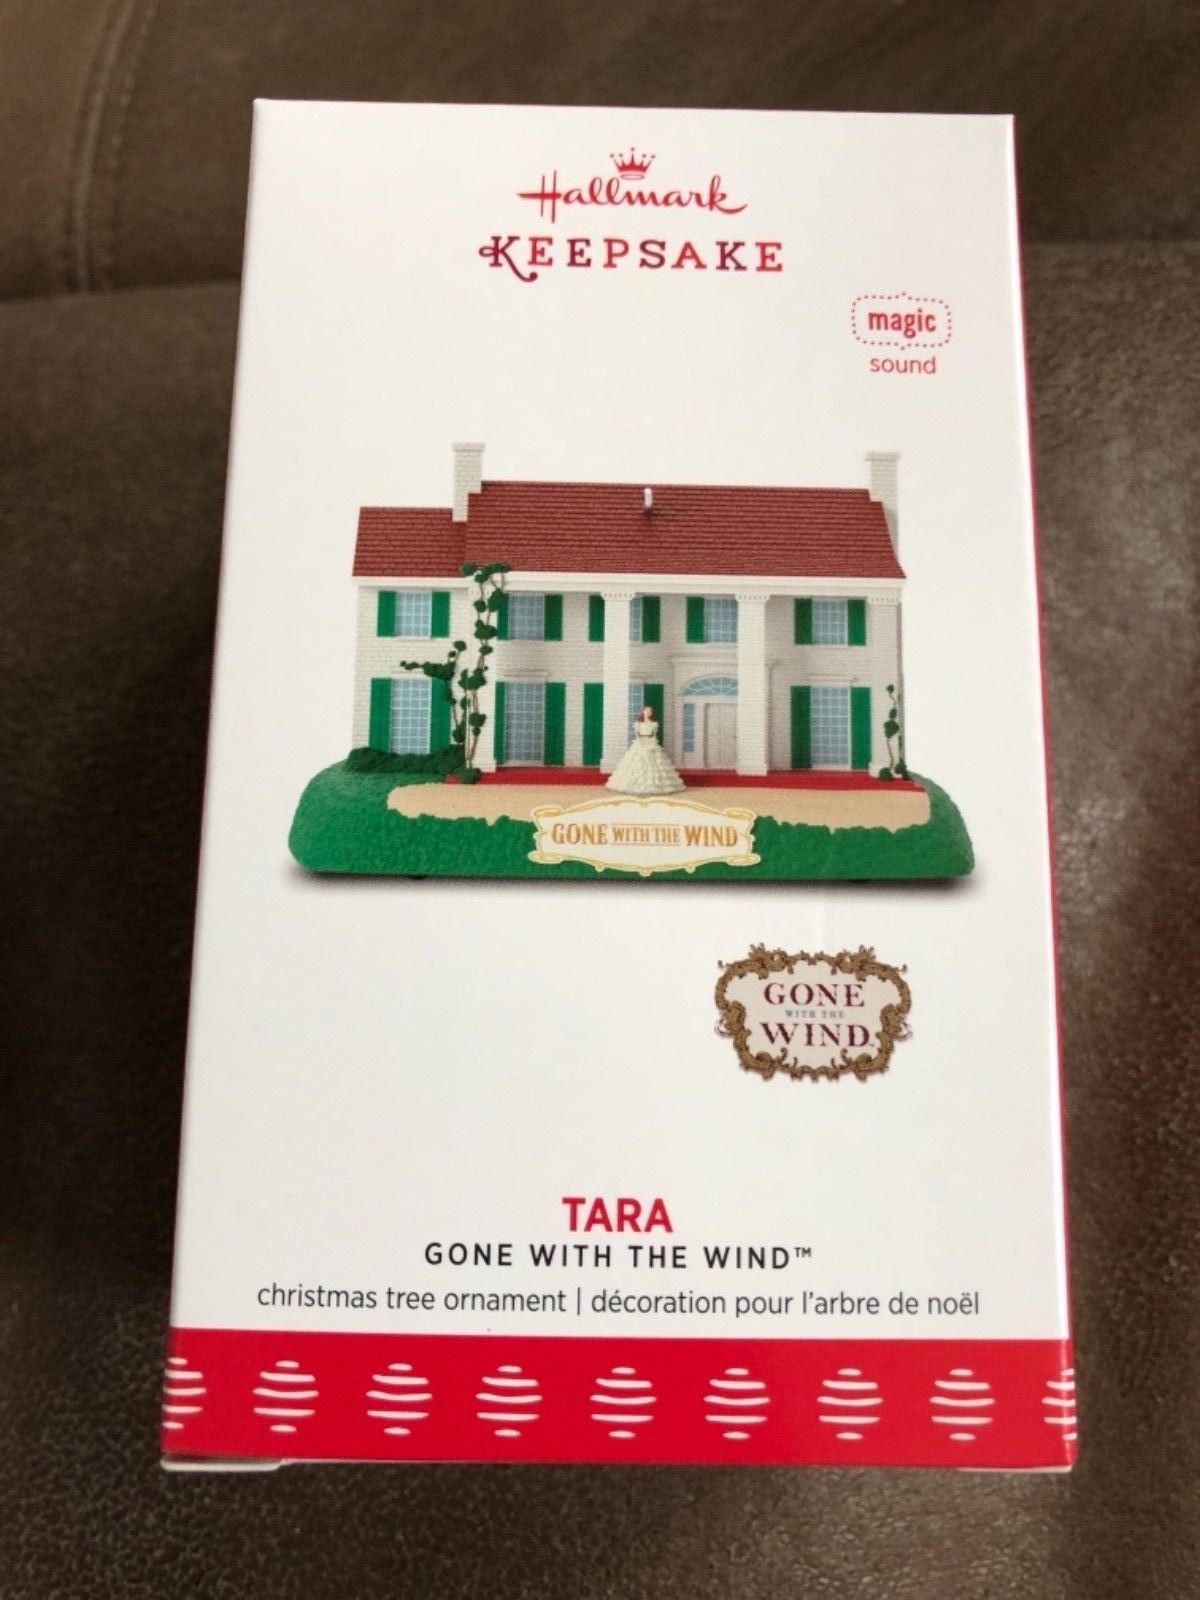 Hallmark
KEEPSAKE
magic
sound
GONE WITH THE WIND
GONE
WITH THE
WIND™
TARA
GONE WITH THE WIND™
christmas tree ornament | décoration pour l'arbre de noël